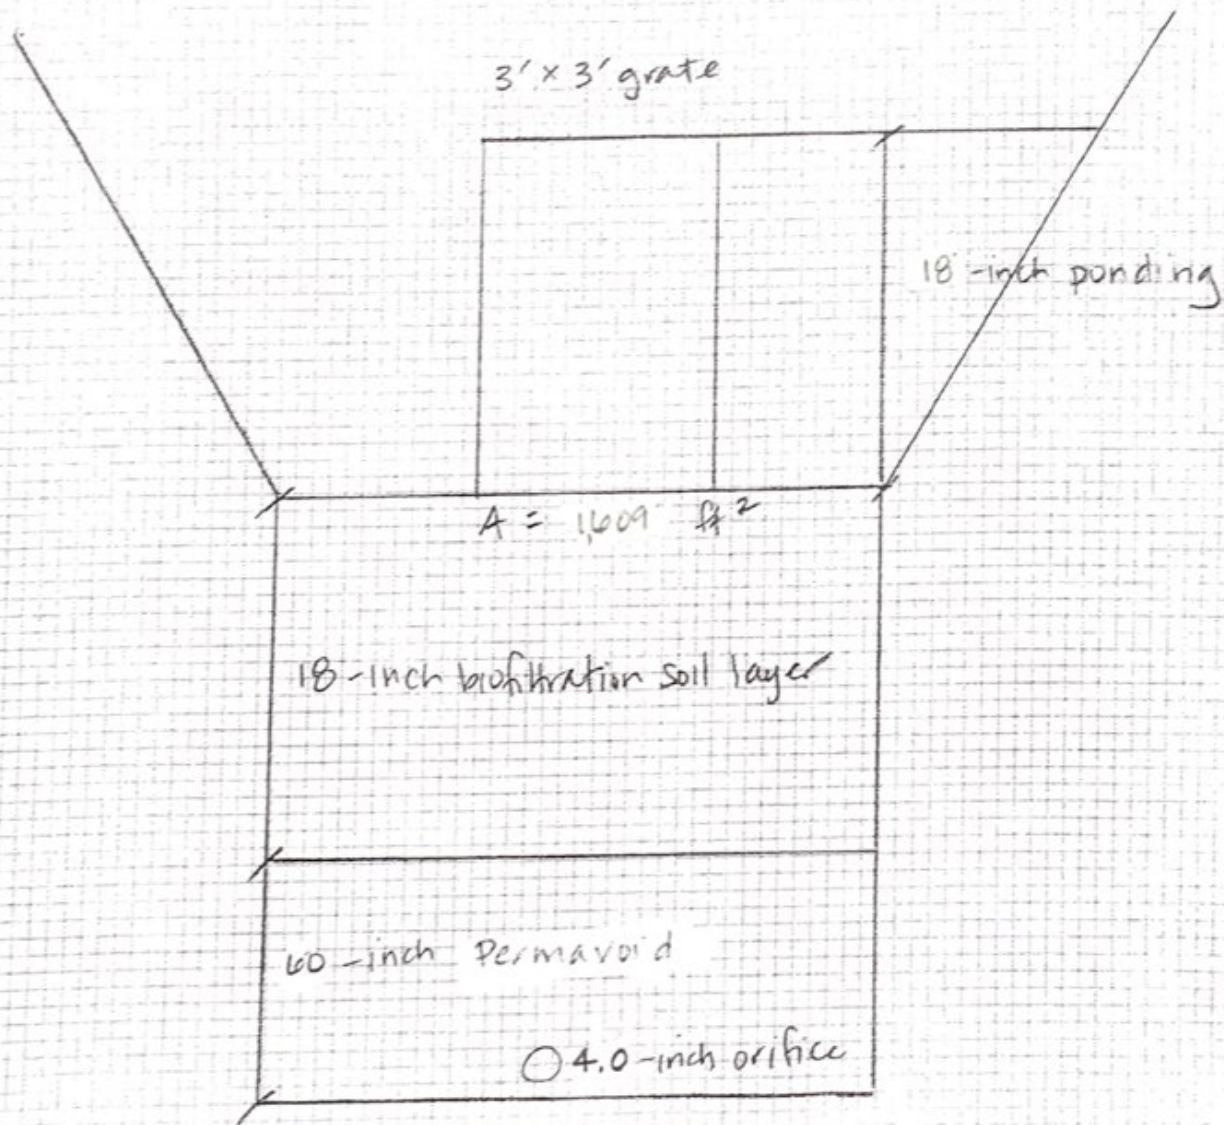 3' × 3' grate
18-inch ponding
A = 1,609 ft²
18-inch biofiltration soil layer
60-inch Permavoid
4.0-inch orifice